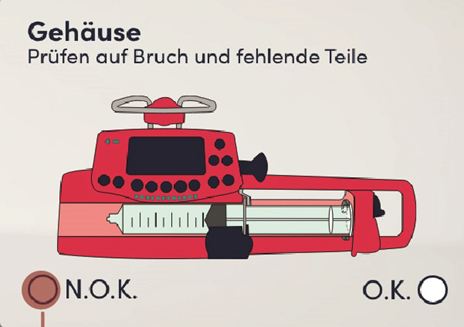 Gehäuse
Prüfen auf Bruch und fehlende Teile
N.O.K.
O.K.